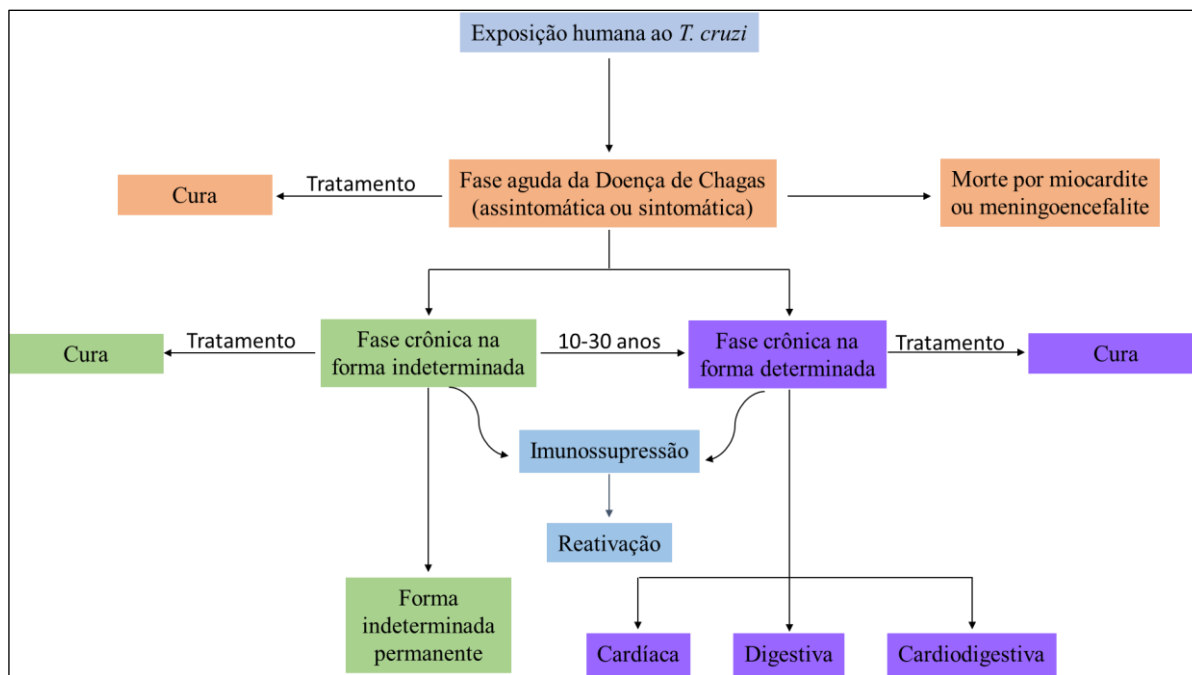 Exposição humana ao T. cruzi
Cura
Tratamento
Fase aguda da Doença de Chagas
(assintomática ou sintomática)
Morte por miocardite
ou meningoencefalite
Cura
Tratamento
Fase crônica na
forma indeterminada
10-30 anos
Fase crônica na
forma determinada
Tratamento
Cura
Imunossupressão
Reativação
Forma
indeterminada
permanente
Cardíaca
Digestiva
Cardiodigestiva